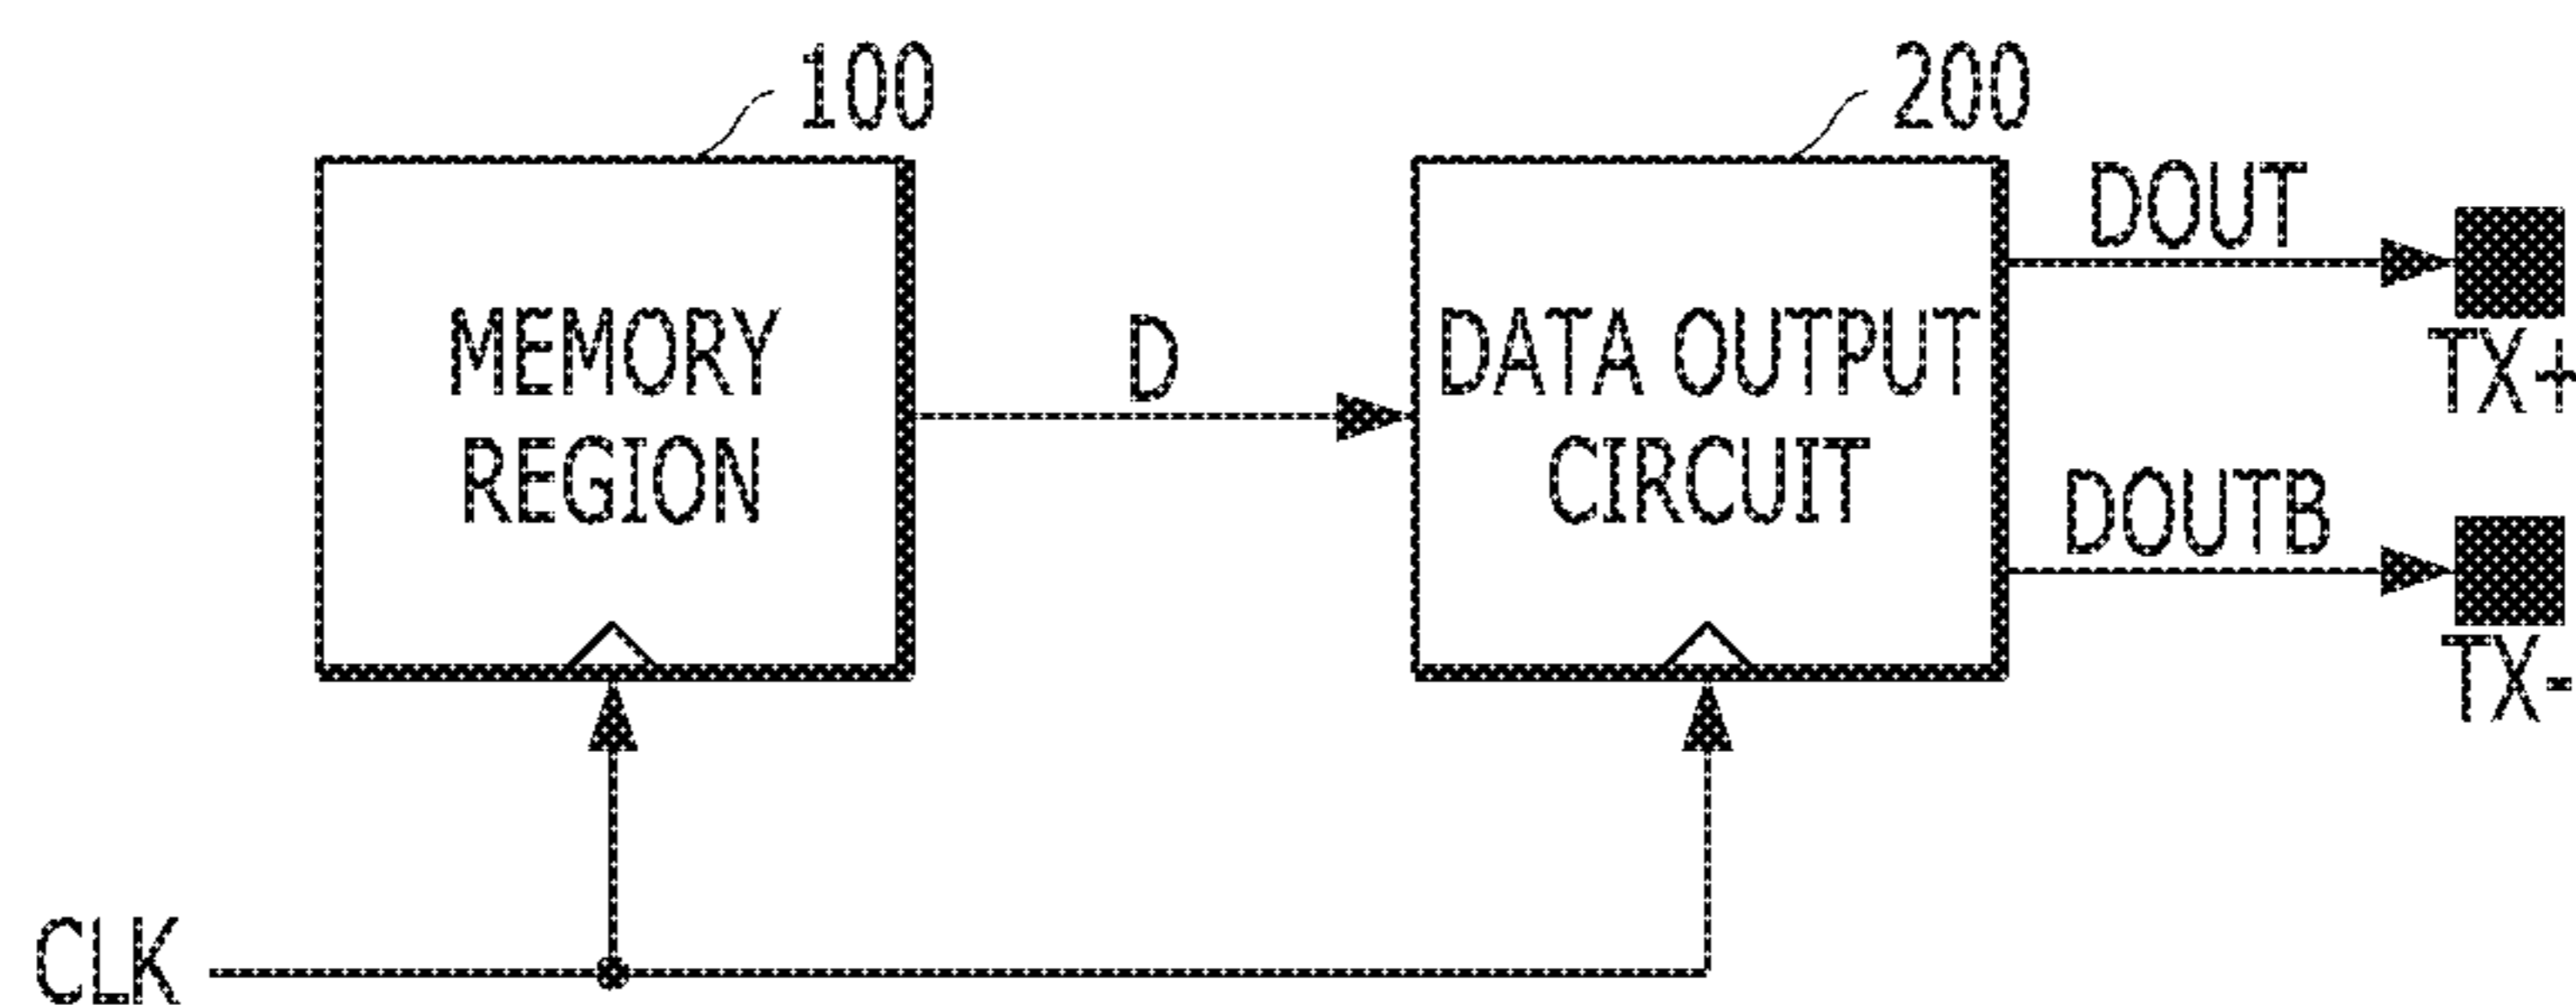 100
200
MEMORY
REGION
D
DATA OUTPUT
CIRCUIT
DOUT
TX+
DOUTB
TX-
CLK